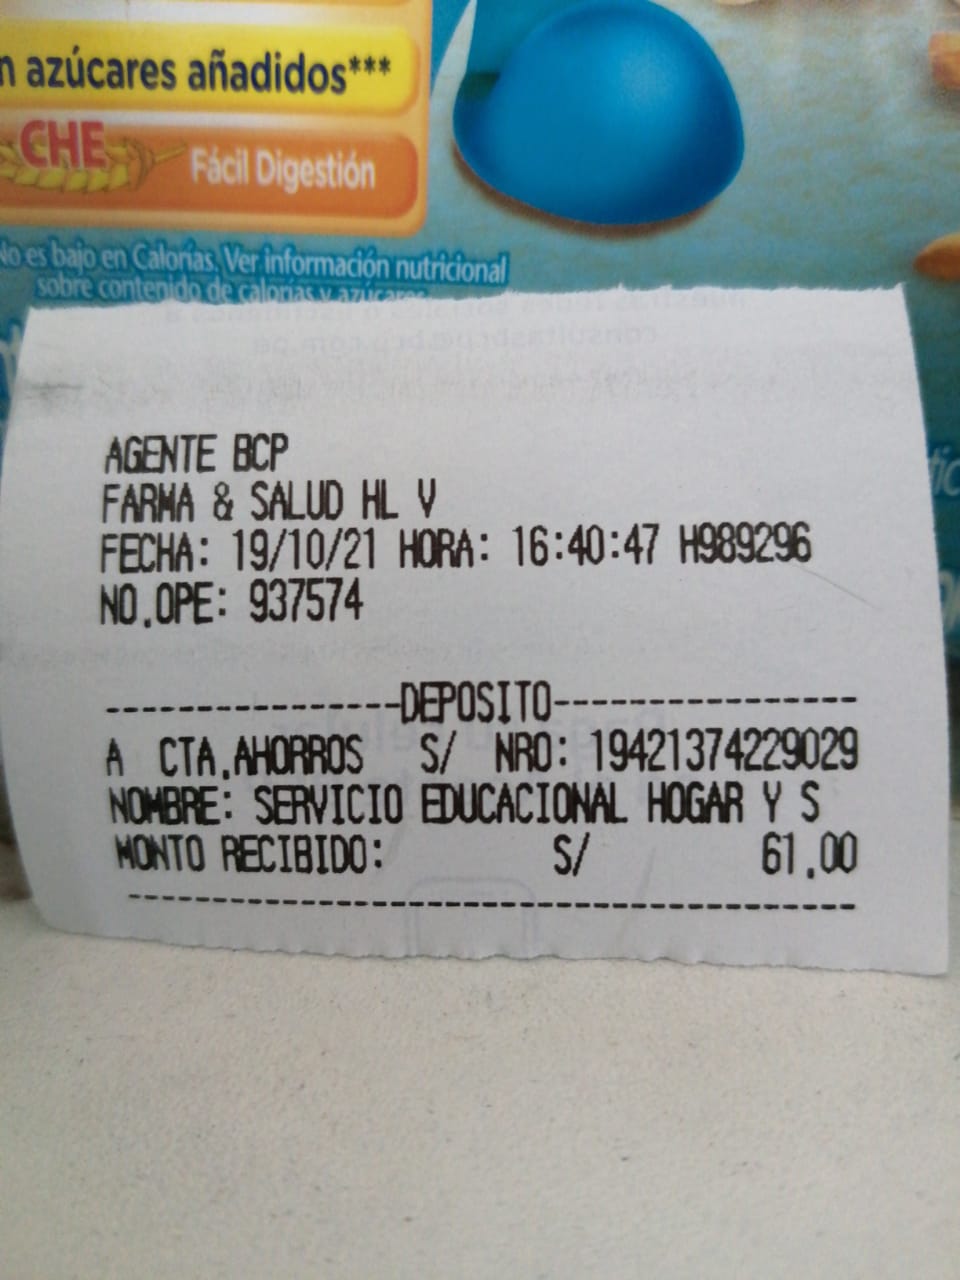 n azúcares añadidos***
CHE
Fácil Digestión
No es bajo en Calorías. Ver información nutricional
sobre contenido de calorías y azúcares
AGENTE BCP
FARMA & SALUD HL V
FECHA: 19/10/21 HORA: 16:40:47 H989296
NO.OPE: 937574
----------------DEPOSITO----------------
A CTA.AHORROS S/ NRO: 19421374229029
NOMBRE: SERVICIO EDUCACIONAL HOGAR Y S
MONTO RECIBIDO: S/ 61.00